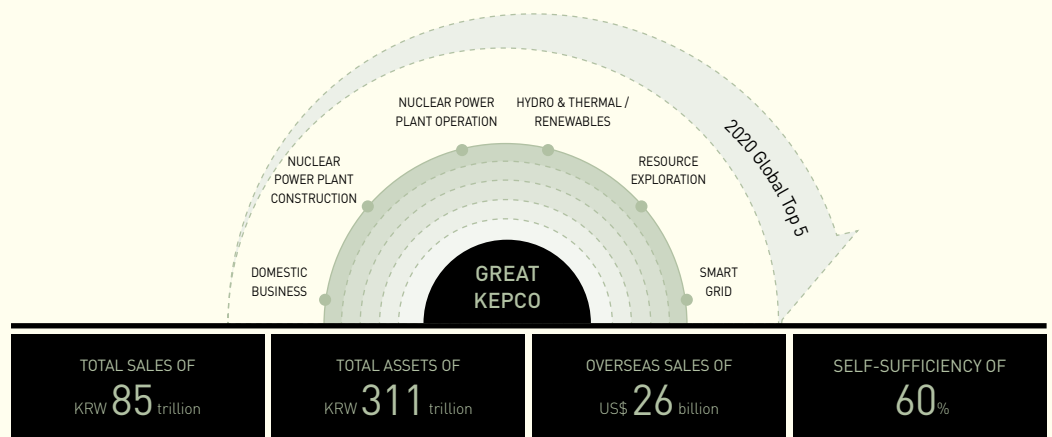 NUCLEAR POWER
PLANT OPERATION
HYDRO & THERMAL /
RENEWABLES
2020 Global Top 5
NUCLEAR
POWER PLANT
CONSTRUCTION
RESOURCE
EXPLORATION
DOMESTIC
BUSINESS
GREAT
KEPCO
SMART
GRID
TOTAL SALES OF
KRW 85 trillion
TOTAL ASSETS OF
KRW 311 trillion
OVERSEAS SALES OF
US$ 26 billion
SELF-SUFFICIENCY OF
60%